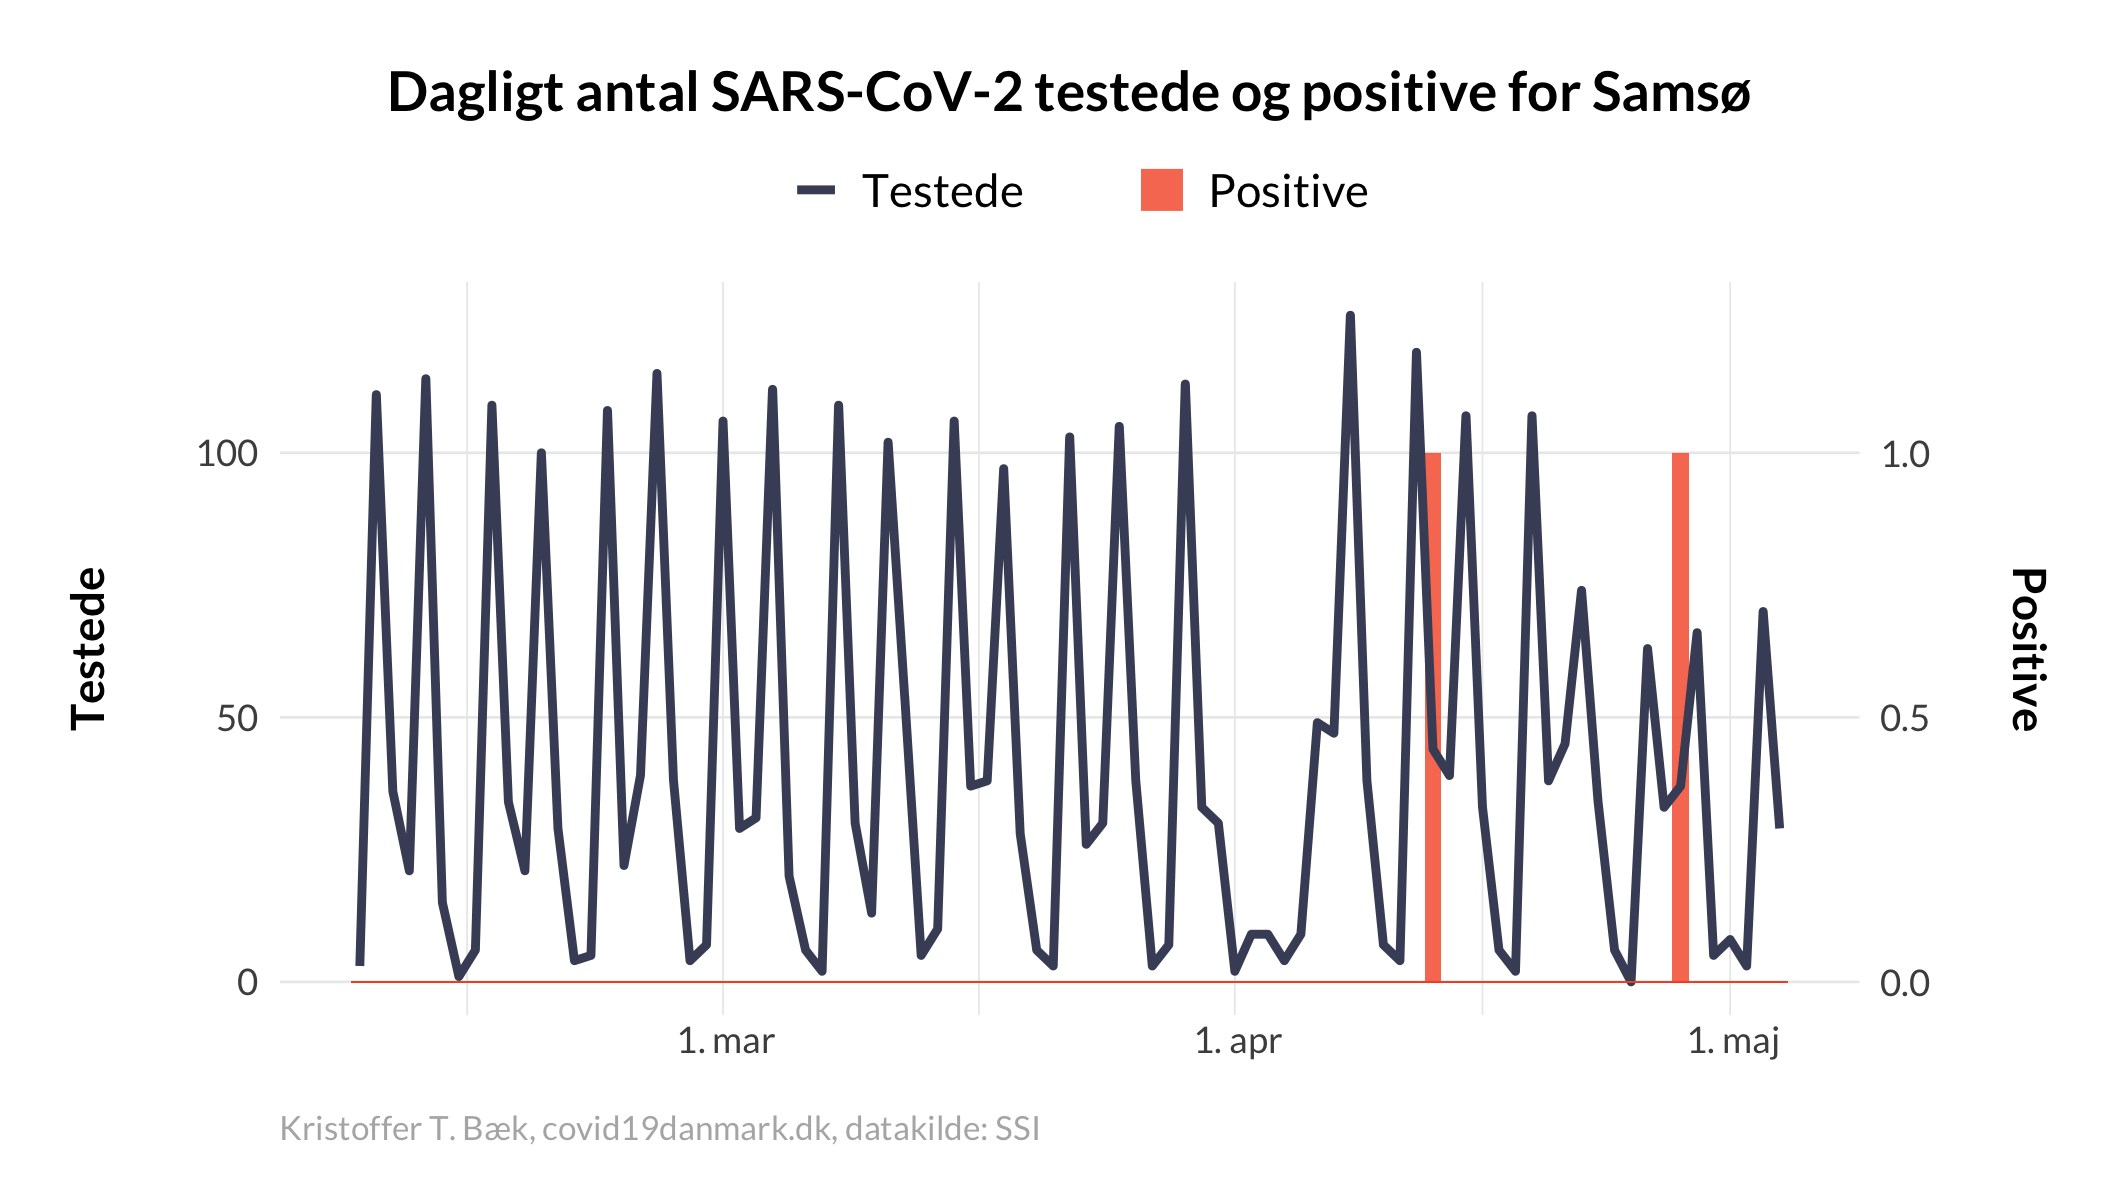 Dagligt antal SARS-CoV-2 testede og positive for Samsø
Testede
Positive
Testede
100
50
0
1.0
0.5
0.0
Positive
1. mar
1. apr
1. maj
Kristoffer T. Bæk, covid19danmark.dk, datakilde: SSI